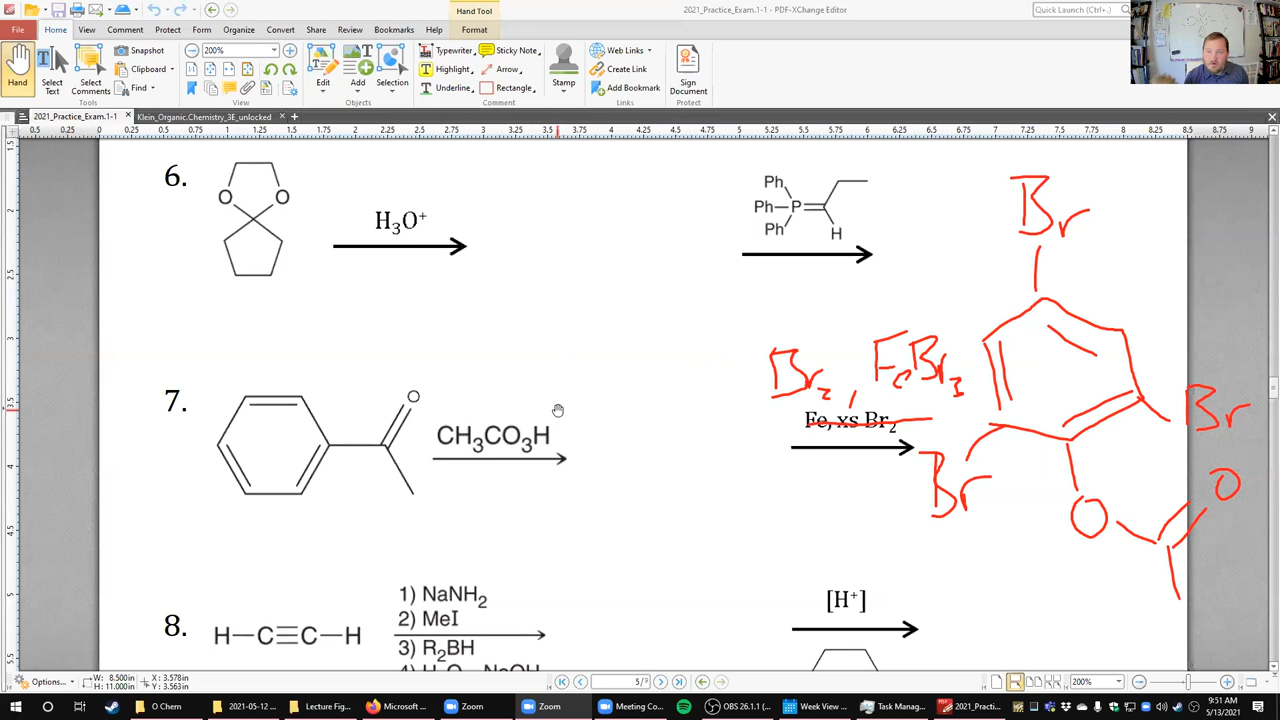 Hand Tool
2021_Practice_Exam.1-1 - PDF-XChange Editor
Quick Launch (Ctrl+.)
File
Home
View
Comment
Protect
Form
Organize
Convert
Share
Review
Bookmarks
Help
Format
Hand
Select Text
Select Comments
Snapshot
Clipboard
Find
200%
Edit
Add
Selection
Typewriter
Highlight
Underline
Sticky Note
Arrow
Rectangle
Stamp
Web Links
Create Link
Add Bookmark
Sign Document
Tools
View
Objects
Comment
Links
Protect
2021_Practice_Exam.1-1
Klein_Organic.Chemistry_3E_unlocked
6.
O
O
H3O+
Ph
Ph
Ph
P
H
Br
7.
O
CH3CO3H
Br2, FeBr3
Fe, xs Br2
Br
Br
O
O
8.
H—C≡C—H
1) NaNH2
2) MeI
3) R2BH
[H+]
Options...
W: 8.500in
H: 11.000in
X: 3.578in
Y: 3.563in
5/9
200%
O Chem
2021-05-12 ...
Lecture Fig...
Microsoft ...
Zoom
Zoom
Meeting Co...
OBS 26.1.1 (...
Week View ...
Task Manag...
2021_Practi...
9:51 AM
5/13/2021